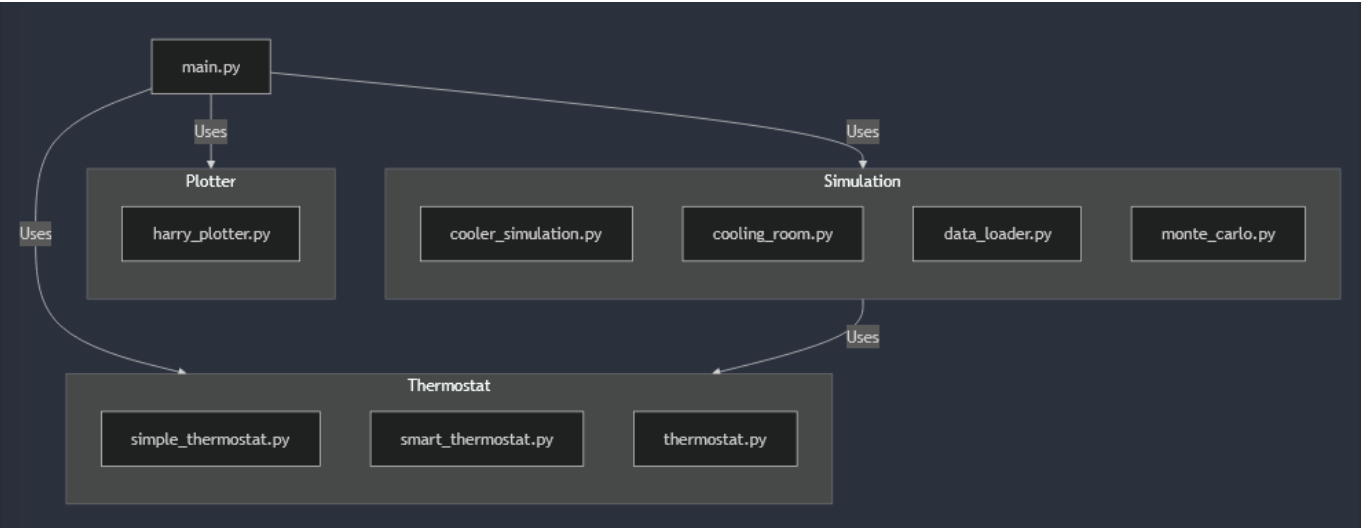 main.py
Uses
Uses
Plotter
Simulation
harry_plotter.py
cooler_simulation.py
cooling_room.py
data_loader.py
monte_carlo.py
Uses
Uses
Thermostat
simple_thermostat.py
smart_thermostat.py
thermostat.py